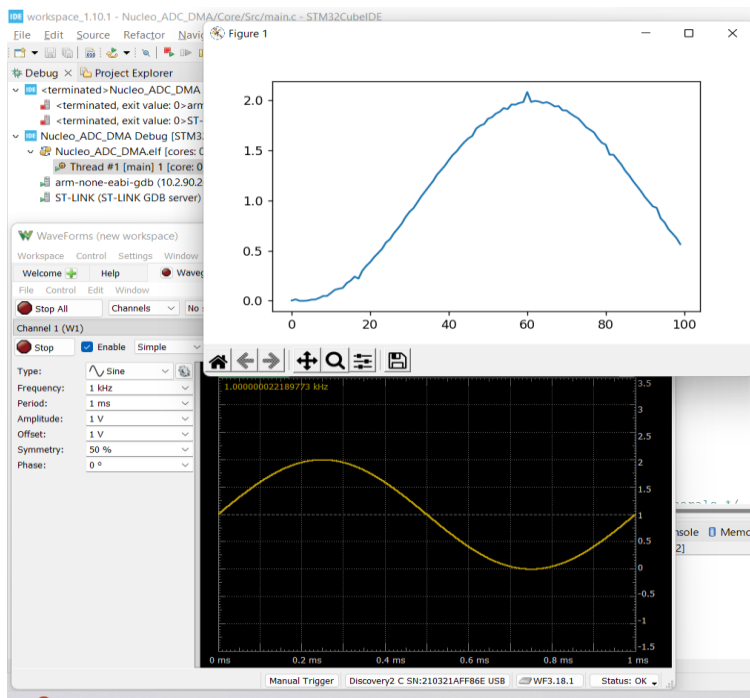 IDE workspace_1.10.1 - Nucleo_ADC_DMA/Core/Src/main.c - STM32CubeIDE
File Edit Source Refactor
Figure 1
Debug Project Explorer
<terminated>Nucleo_ADC_DMA
<terminated, exit value: 0>arm
<terminated, exit value: 0>ST-
IDE Nucleo_ADC_DMA Debug [STM3
Nucleo_ADC_DMA.elf [cores: 0
Thread #1 [main] 1 [core: 0
arm-none-eabi-gdb (10.2.90.2
ST-LINK (ST-LINK GDB server)
2.0
1.5
1.0
0.5
0.0
0 20 40 60 80 100
WaveForms (new workspace)
Workspace Control Settings Window
Welcome Help Waveg
File Control Edit Window
Stop All Channels No
Channel 1 (W1)
Stop Enable Simple
Type: Sine
Frequency: 1 kHz
Period: 1 ms
Amplitude: 1 V
Offset: 1 V
Symmetry: 50 %
Phase: 0 º
1.000000022189773 kHz
3.5
3
2.5
2
1.5
1
0.5
0
-0.5
-1
-1.5
0 ms 0.2 ms 0.4 ms 0.6 ms 0.8 ms 1 ms
nsole Memo
2]
Manual Trigger Discovery2 C SN:210321AFF86E USB WF3.18.1 Status: OK